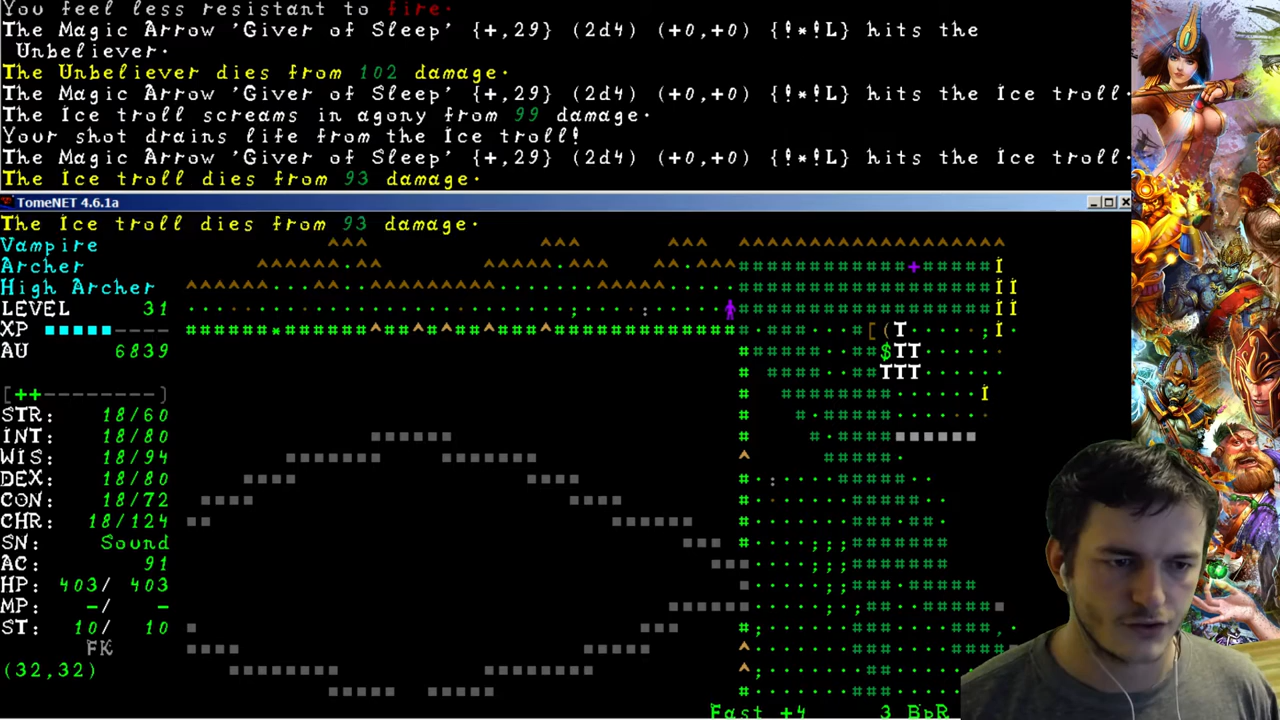 You feel less resistant to fire.
The Magic Arrow 'Giver of Sleep' {+,29} (2d4) (+0,+0) {!*!L} hits the
Unbeliever.
The Unbeliever dies from 102 damage.
The Magic Arrow 'Giver of Sleep' {+,29} (2d4) (+0,+0) {!*!L} hits the Ice troll.
The Ice troll screams in agony from 99 damage.
Your shot drains life from the Ice troll!
The Magic Arrow 'Giver of Sleep' {+,29} (2d4) (+0,+0) {!*!L} hits the Ice troll.
The Ice troll dies from 93 damage.
TomeNET 4.6.1a
The Ice troll dies from 93 damage.
Vampire
Archer
High Archer
LEVEL 31
XP
AU 6839
[++---------]
STR: 18/60
INT: 18/80
WIS: 18/94
DEX: 18/80
CON: 18/72
CHR: 18/124
SN: Sound
AC: 91
HP: 403/ 403
MP: -/ -
ST: 10/ 10
FK
(32,32)
Fast +4 3 BpR